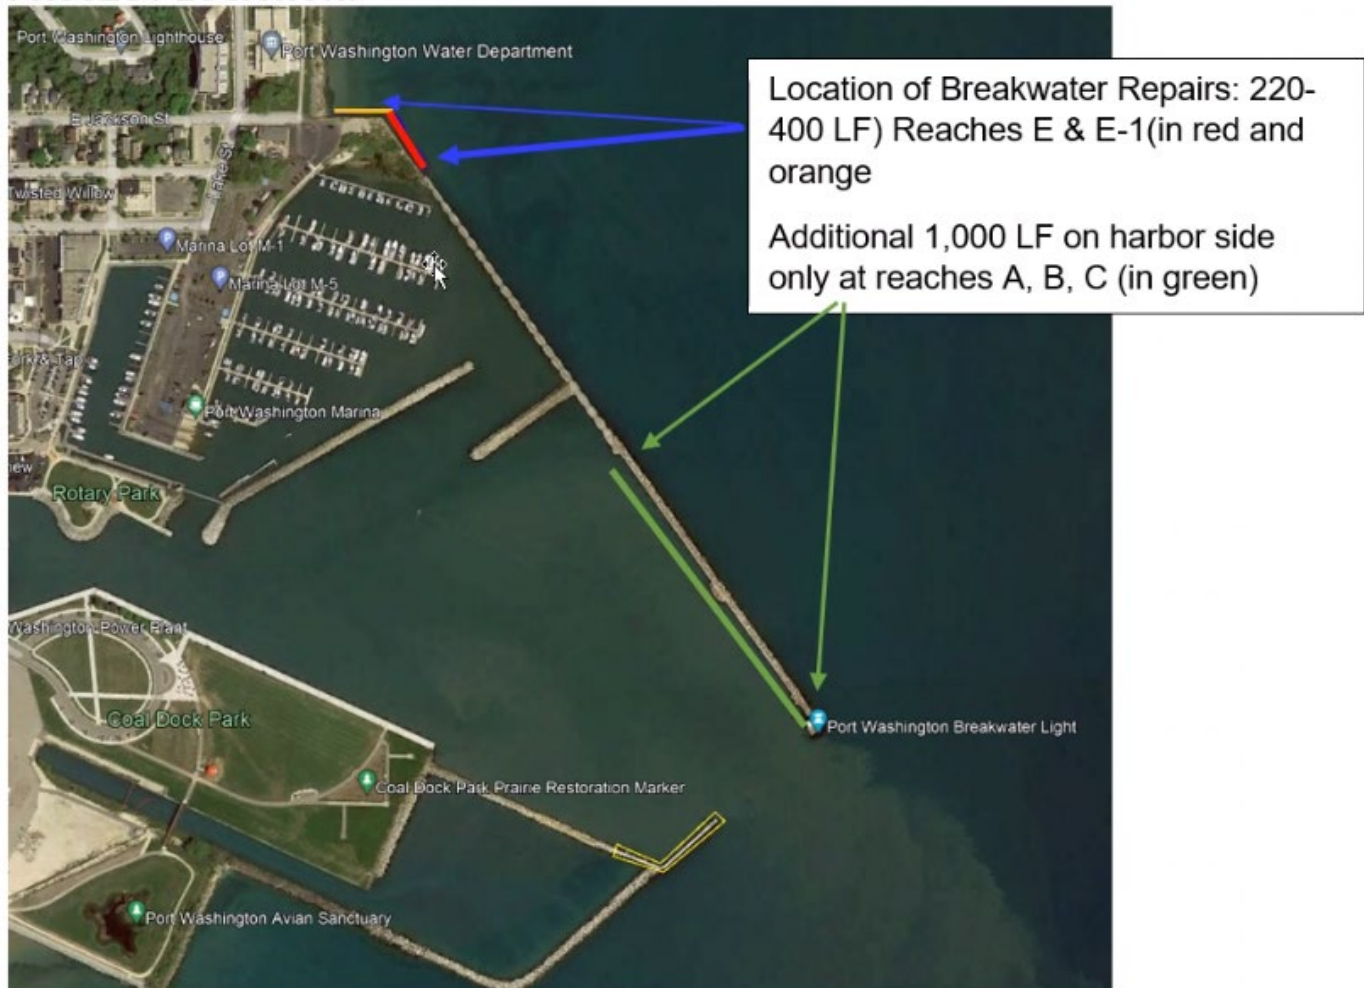 Port Washington Lighthouse
Port Washington Water Department
E Jackson St
Lake St
Twisted Willow
Marina Lot M-1
Marina Lot M-5
Fork & Tap
Port Washington Marina
Rotary Park
Washington Power Plant
Coal Dock Park
Coal Dock Park Prairie Restoration Marker
Port Washington Avian Sanctuary
Port Washington Breakwater Light
Location of Breakwater Repairs: 220-
400 LF) Reaches E & E-1(in red and
orange
Additional 1,000 LF on harbor side
only at reaches A, B, C (in green)